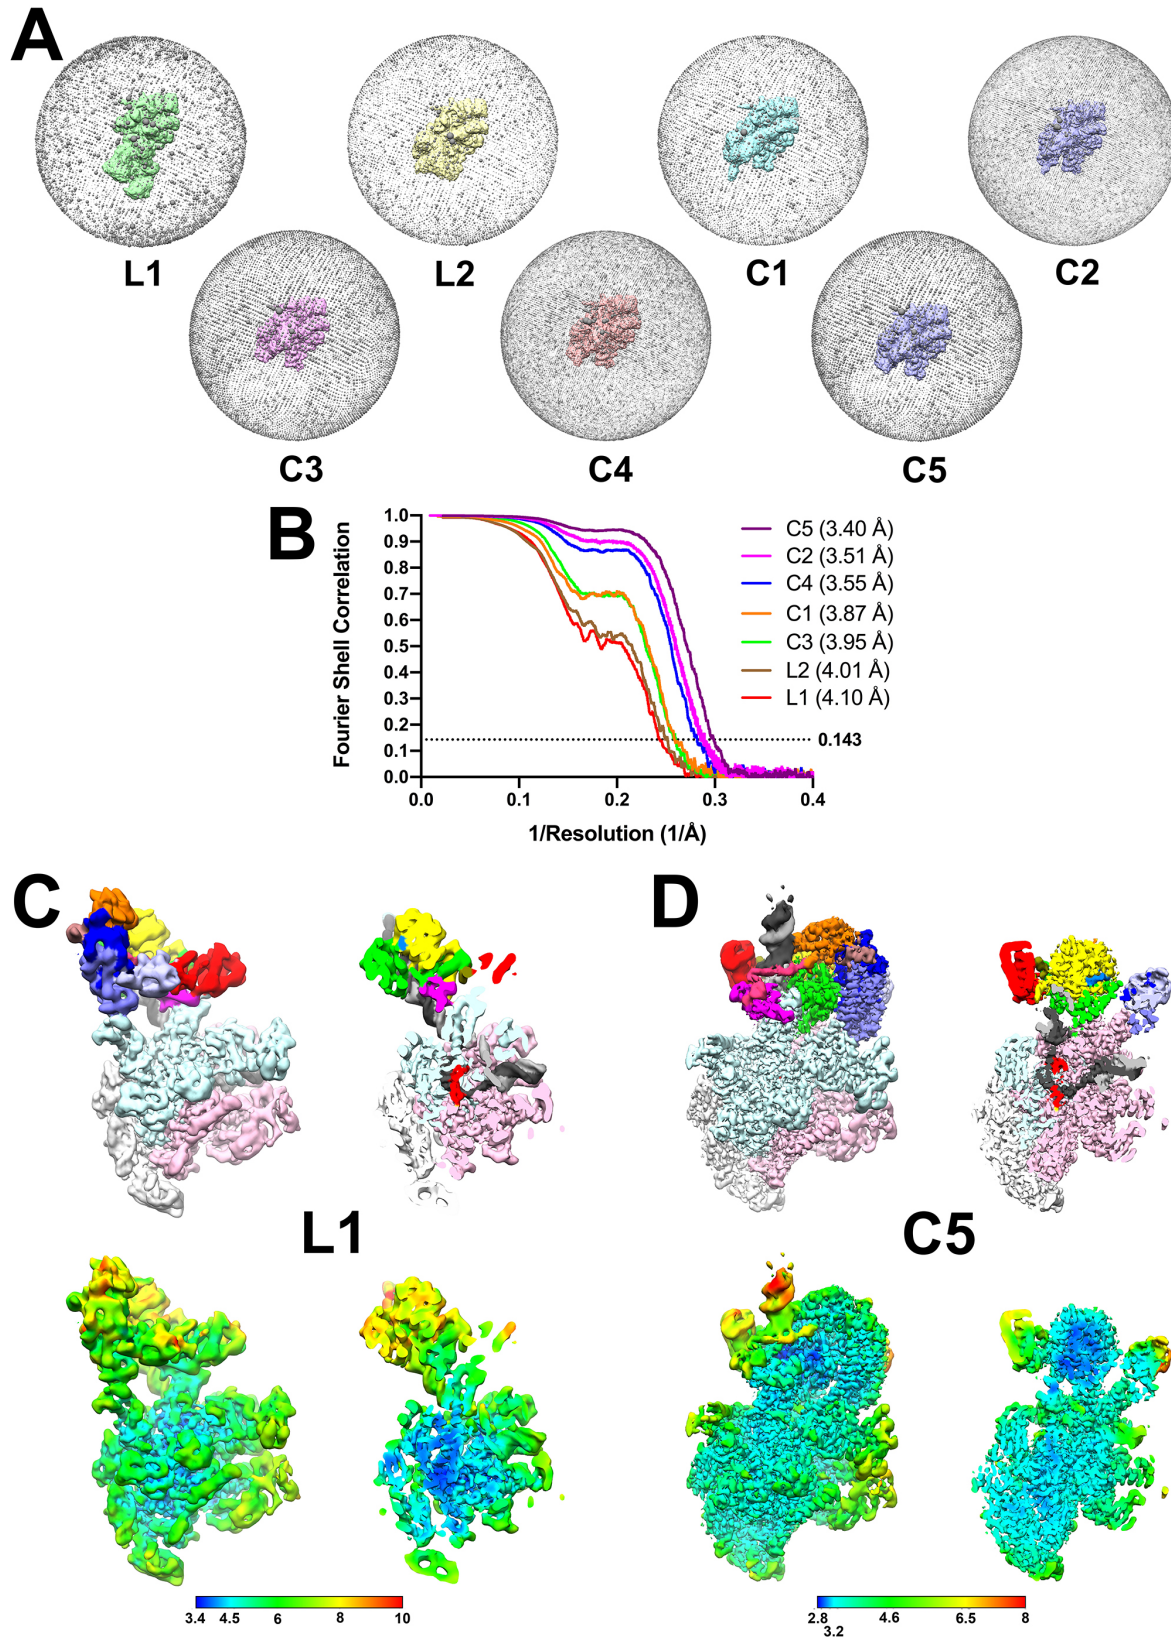 A
L1
L2
C1
C2
C3
C4
C5
B
Fourier Shell Correlation
1.0
0.9
0.8
0.7
0.6
0.5
0.4
0.3
0.2
0.1
0.0
0.0 0.1 0.2 0.3 0.4
1/Resolution (1/Å)
C5 (3.40 Å)
C2 (3.51 Å)
C4 (3.55 Å)
C1 (3.87 Å)
C3 (3.95 Å)
L2 (4.01 Å)
L1 (4.10 Å)
0.143
C
D
L1
C5
3.4 4.5 6 8 10
2.8 3.2 4.6 6.5 8